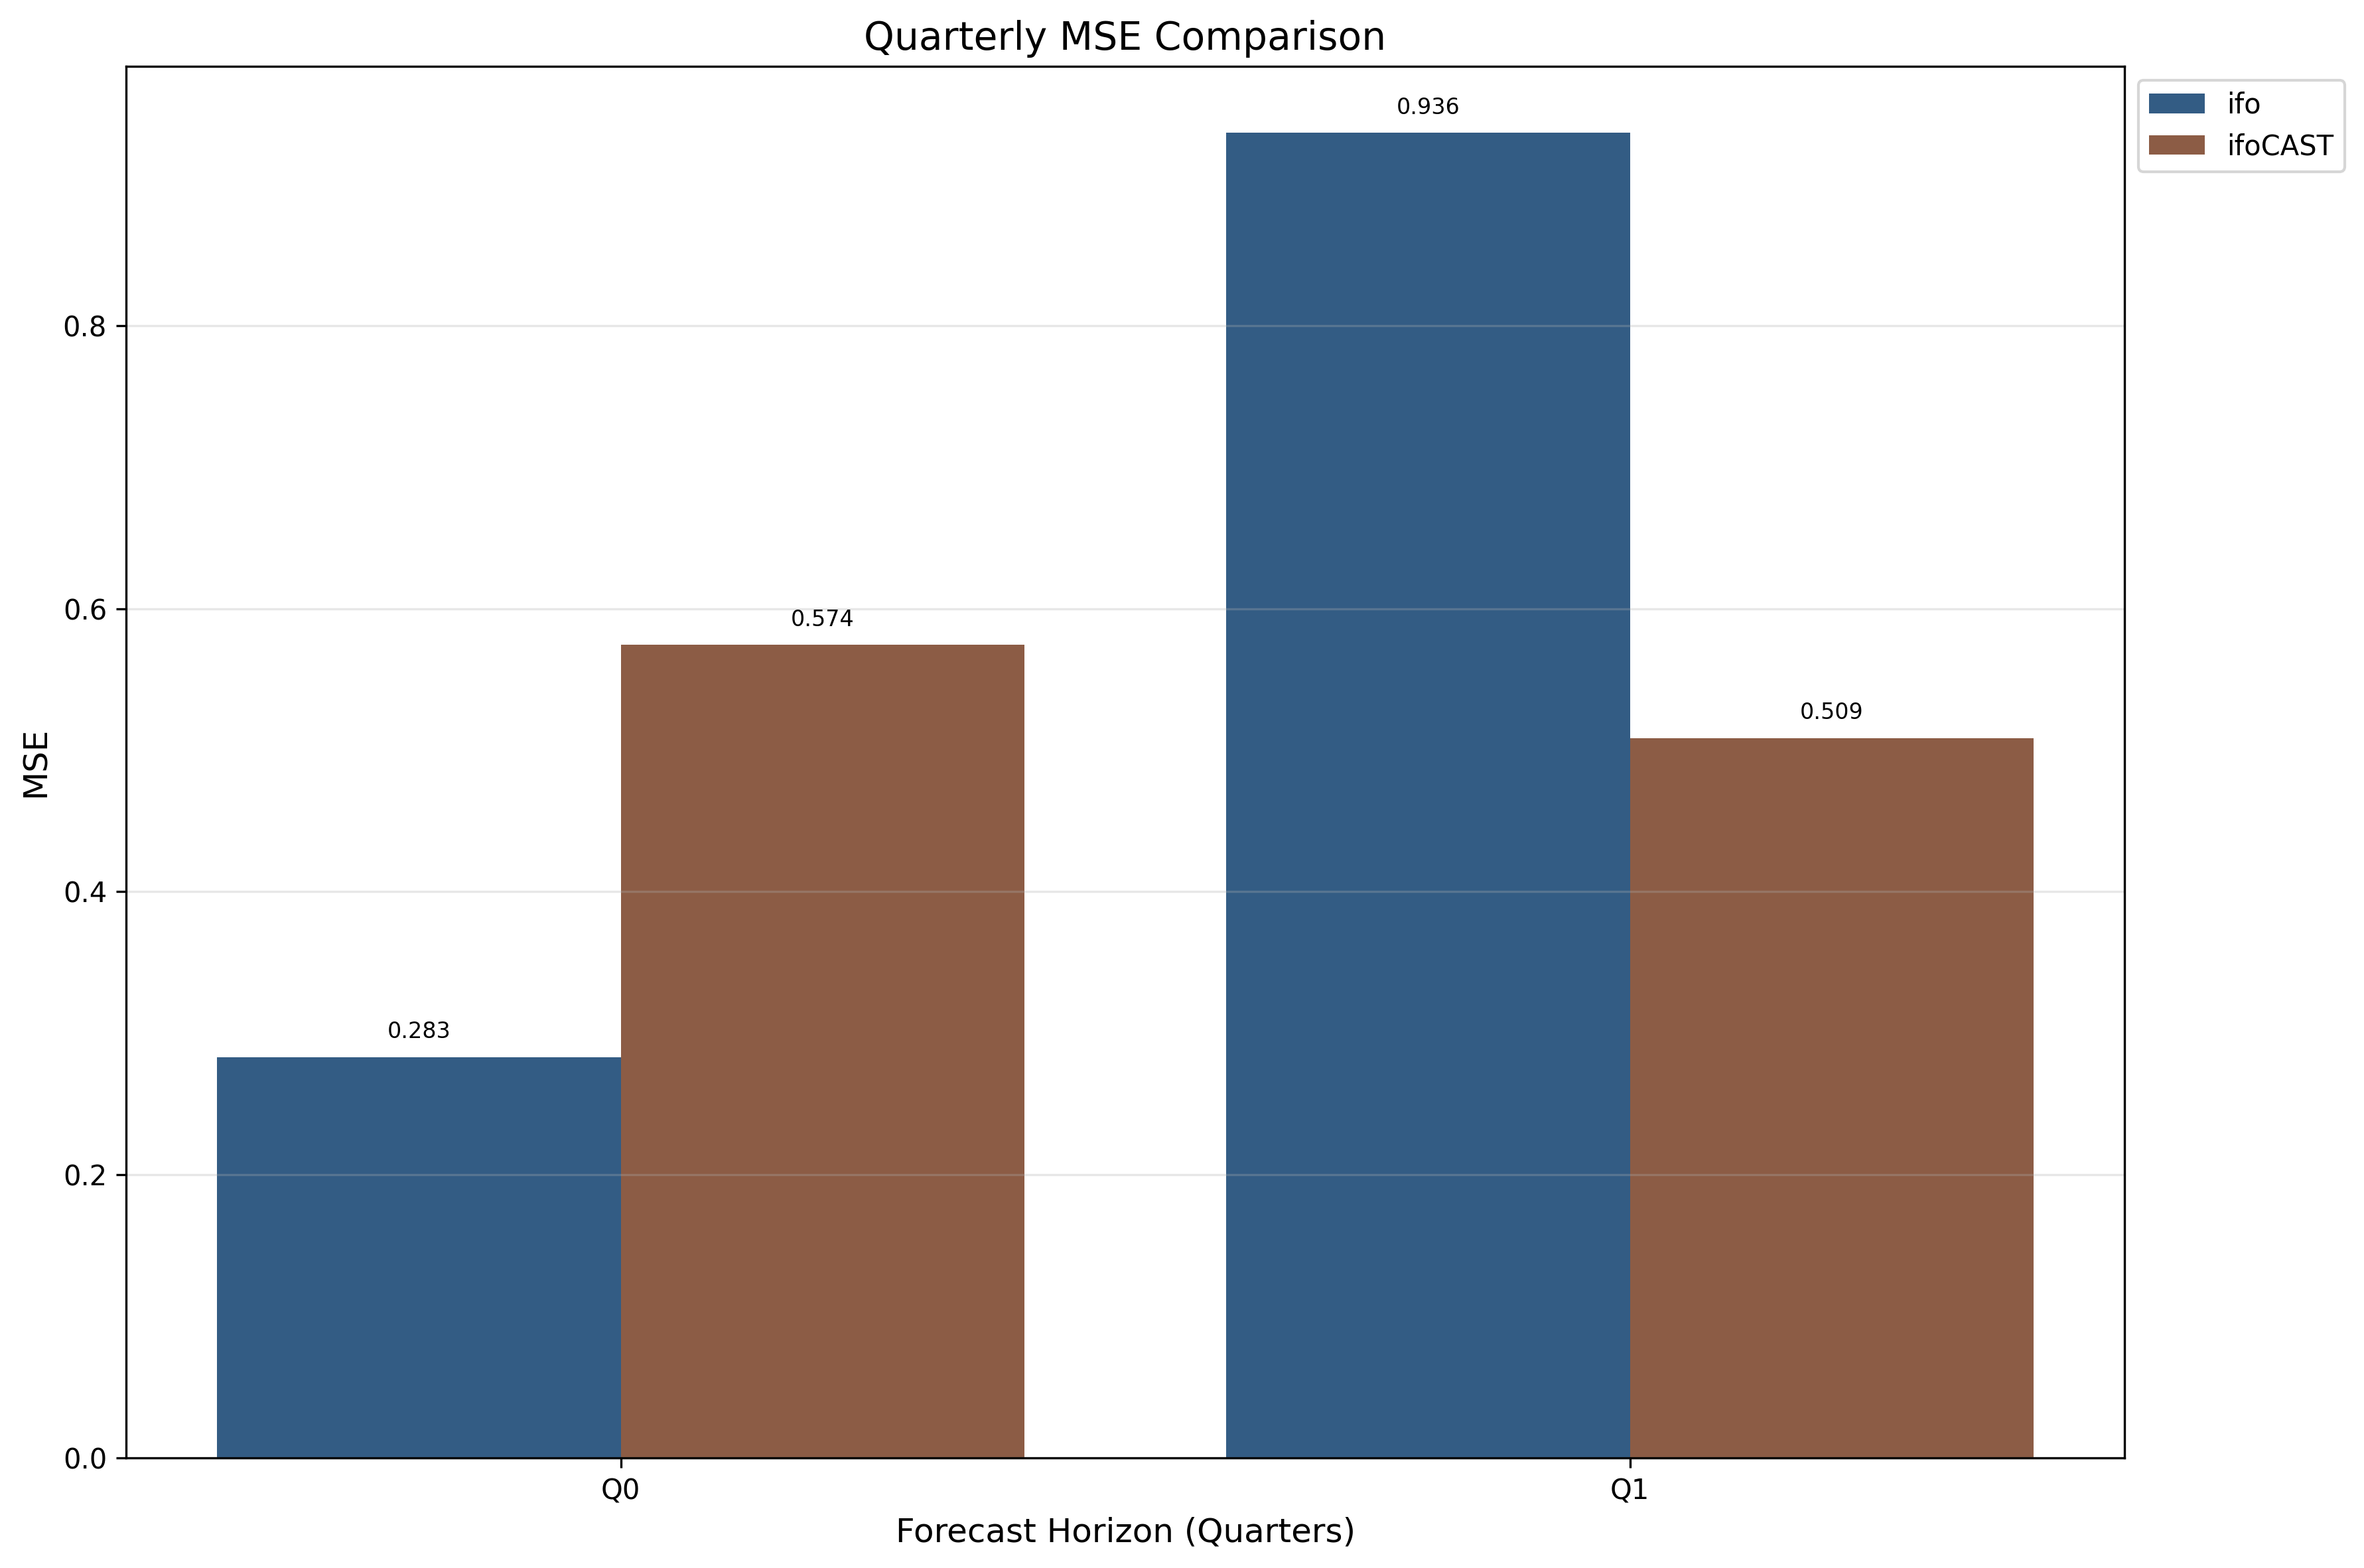 Quarterly MSE Comparison
ifo
ifoCAST
0.936
0.8
0.6
0.574
0.509
MSE
0.4
0.283
0.2
0.0
Q0
Q1
Forecast Horizon (Quarters)